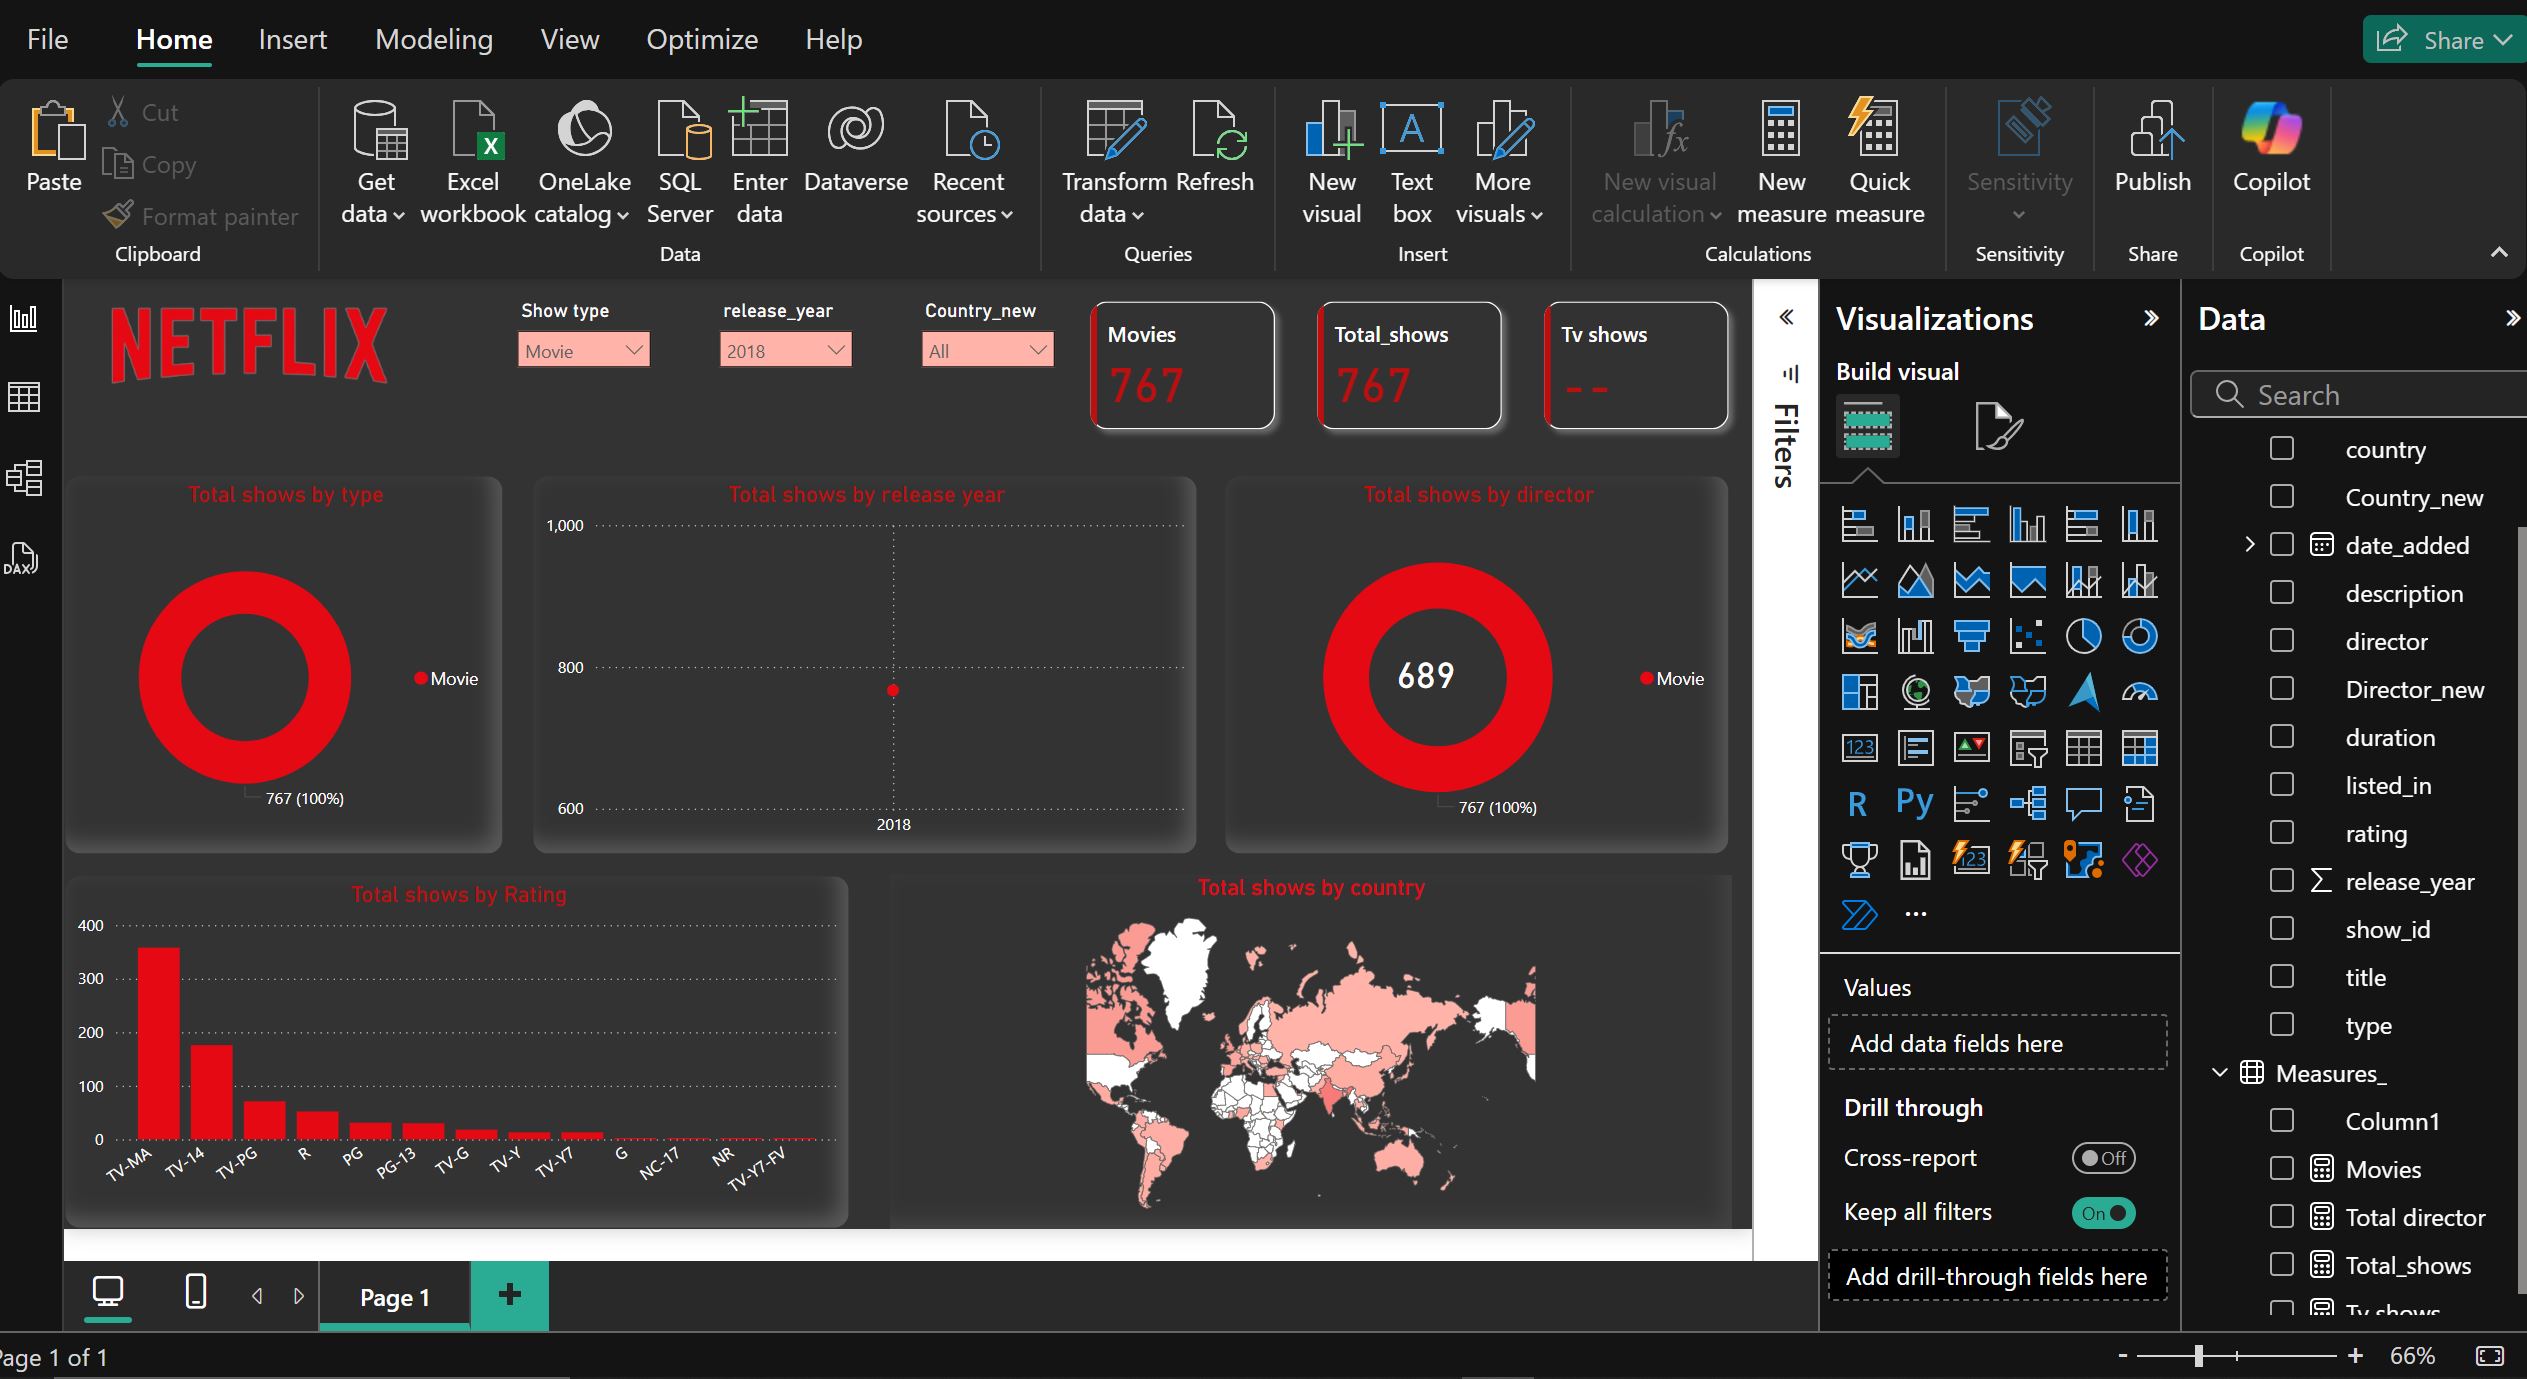 File Home Insert Modeling View Optimize Help Share
Paste
Cut
Copy
Format painter
Clipboard
Get data
Excel workbook
OneLake catalog
SQL Server
Enter data
Dataverse
Recent sources
Data
Transform data
Refresh
Queries
New visual
Text box
More visuals
Insert
New visual calculation
New measure
Quick measure
Calculations
Sensitivity
Sensitivity
Publish
Share
Copilot
Copilot
DAX
NETFLIX
Show type
Movie
release_year
2018
Country_new
All
Movies
767
Total_shows
767
Tv shows
--
Total shows by type
Movie
767 (100%)
Total shows by release year
1,000
800
600
2018
Total shows by director
689
Movie
767 (100%)
Total shows by Rating
400
300
200
100
0
TV-MA TV-14 TV-PG R PG PG-13 TV-G TV-Y TV-Y7 G NC-17 NR TV-Y7-FV
Total shows by country
Filters
Visualizations
Build visual
123
R Py
123
...
Values
Add data fields here
Drill through
Cross-report Off
Keep all filters On
Add drill-through fields here
Data
Search
country
Country_new
date_added
description
director
Director_new
duration
listed_in
rating
release_year
show_id
title
type
Measures_
Column1
Movies
Total director
Total_shows
Tv shows
Page 1
Page 1 of 1
- + 66%